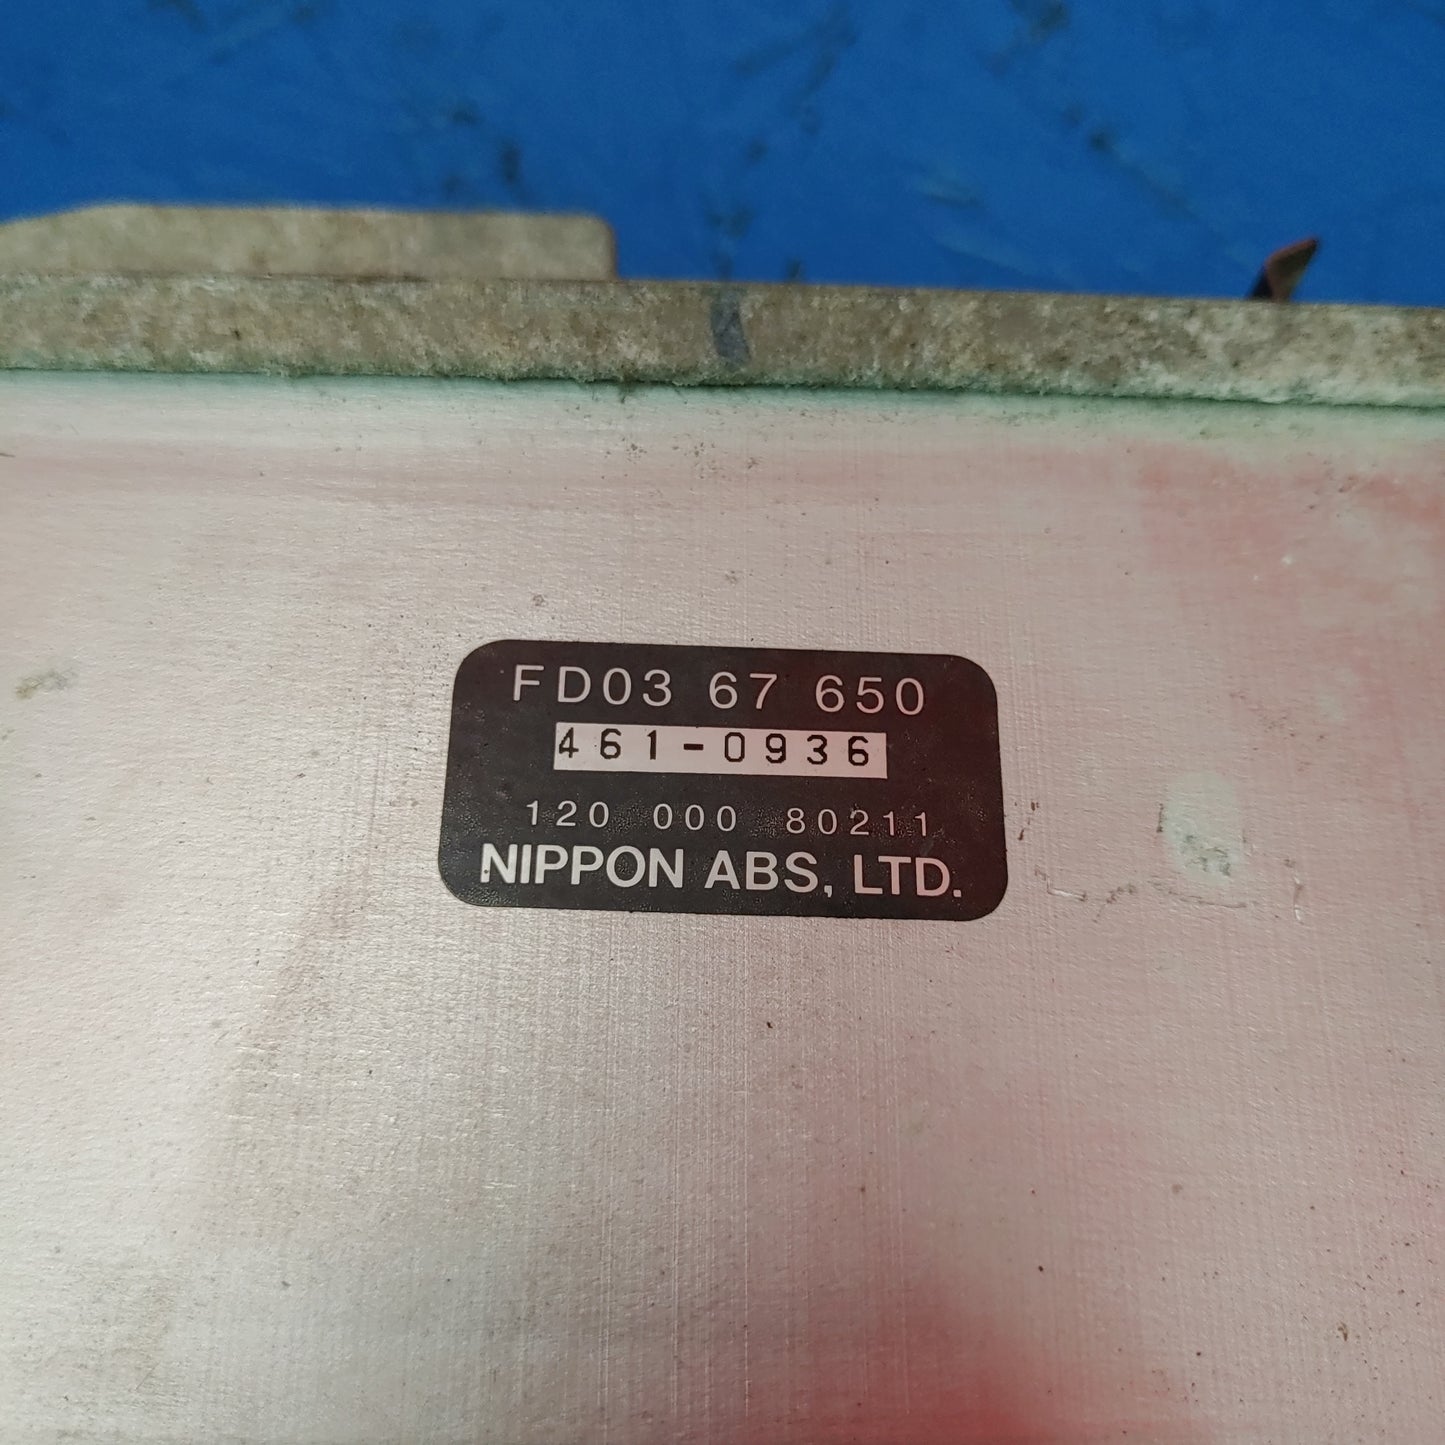 FD03 67 650
461-0936
120 000 80211
NIPPON ABS, LTD.